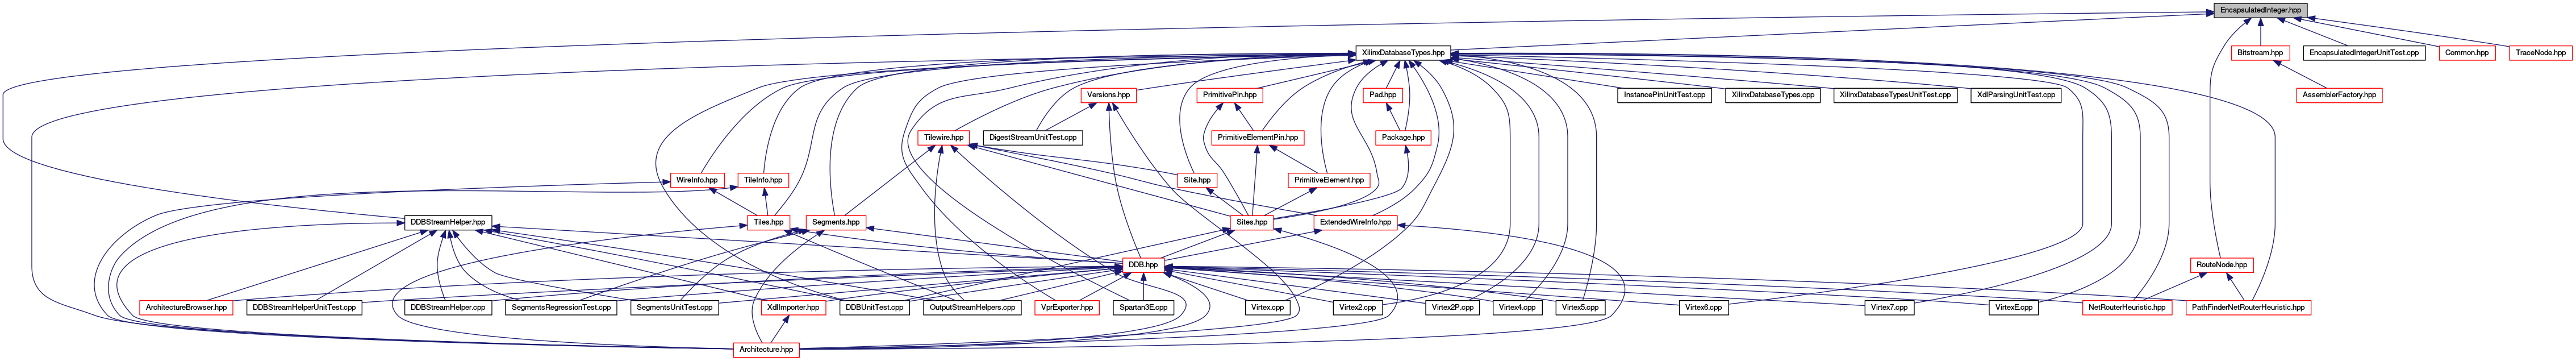 EncapsulatedInteger.hpp
XilinxDatabaseTypes.hpp
Bitstream.hpp
EncapsulatedIntegerUnitTest.cpp
Common.hpp
TraceNode.hpp
Versions.hpp
PrimitivePin.hpp
Pad.hpp
InstancePinUnitTest.cpp
XilinxDatabaseTypes.cpp
XilinxDatabaseTypesUnitTest.cpp
XdlParsingUnitTest.cpp
AssemblerFactory.hpp
Tilewire.hpp
DigestStreamUnitTest.cpp
PrimitiveElementPin.hpp
Package.hpp
WireInfo.hpp
TileInfo.hpp
Site.hpp
PrimitiveElement.hpp
DDBStreamHelper.hpp
Tiles.hpp
Segments.hpp
Sites.hpp
ExtendedWireInfo.hpp
DDB.hpp
RouteNode.hpp
ArchitectureBrowser.hpp
DDBStreamHelperUnitTest.cpp
DDBStreamHelper.cpp
SegmentsRegressionTest.cpp
SegmentsUnitTest.cpp
XdlImporter.hpp
DDBUnitTest.cpp
OutputStreamHelpers.cpp
VprExporter.hpp
Spartan3E.cpp
Virtex.cpp
Virtex2.cpp
Virtex2P.cpp
Virtex4.cpp
Virtex5.cpp
Virtex6.cpp
Virtex7.cpp
VirtexE.cpp
NetRouterHeuristic.hpp
PathFinderNetRouterHeuristic.hpp
Architecture.hpp